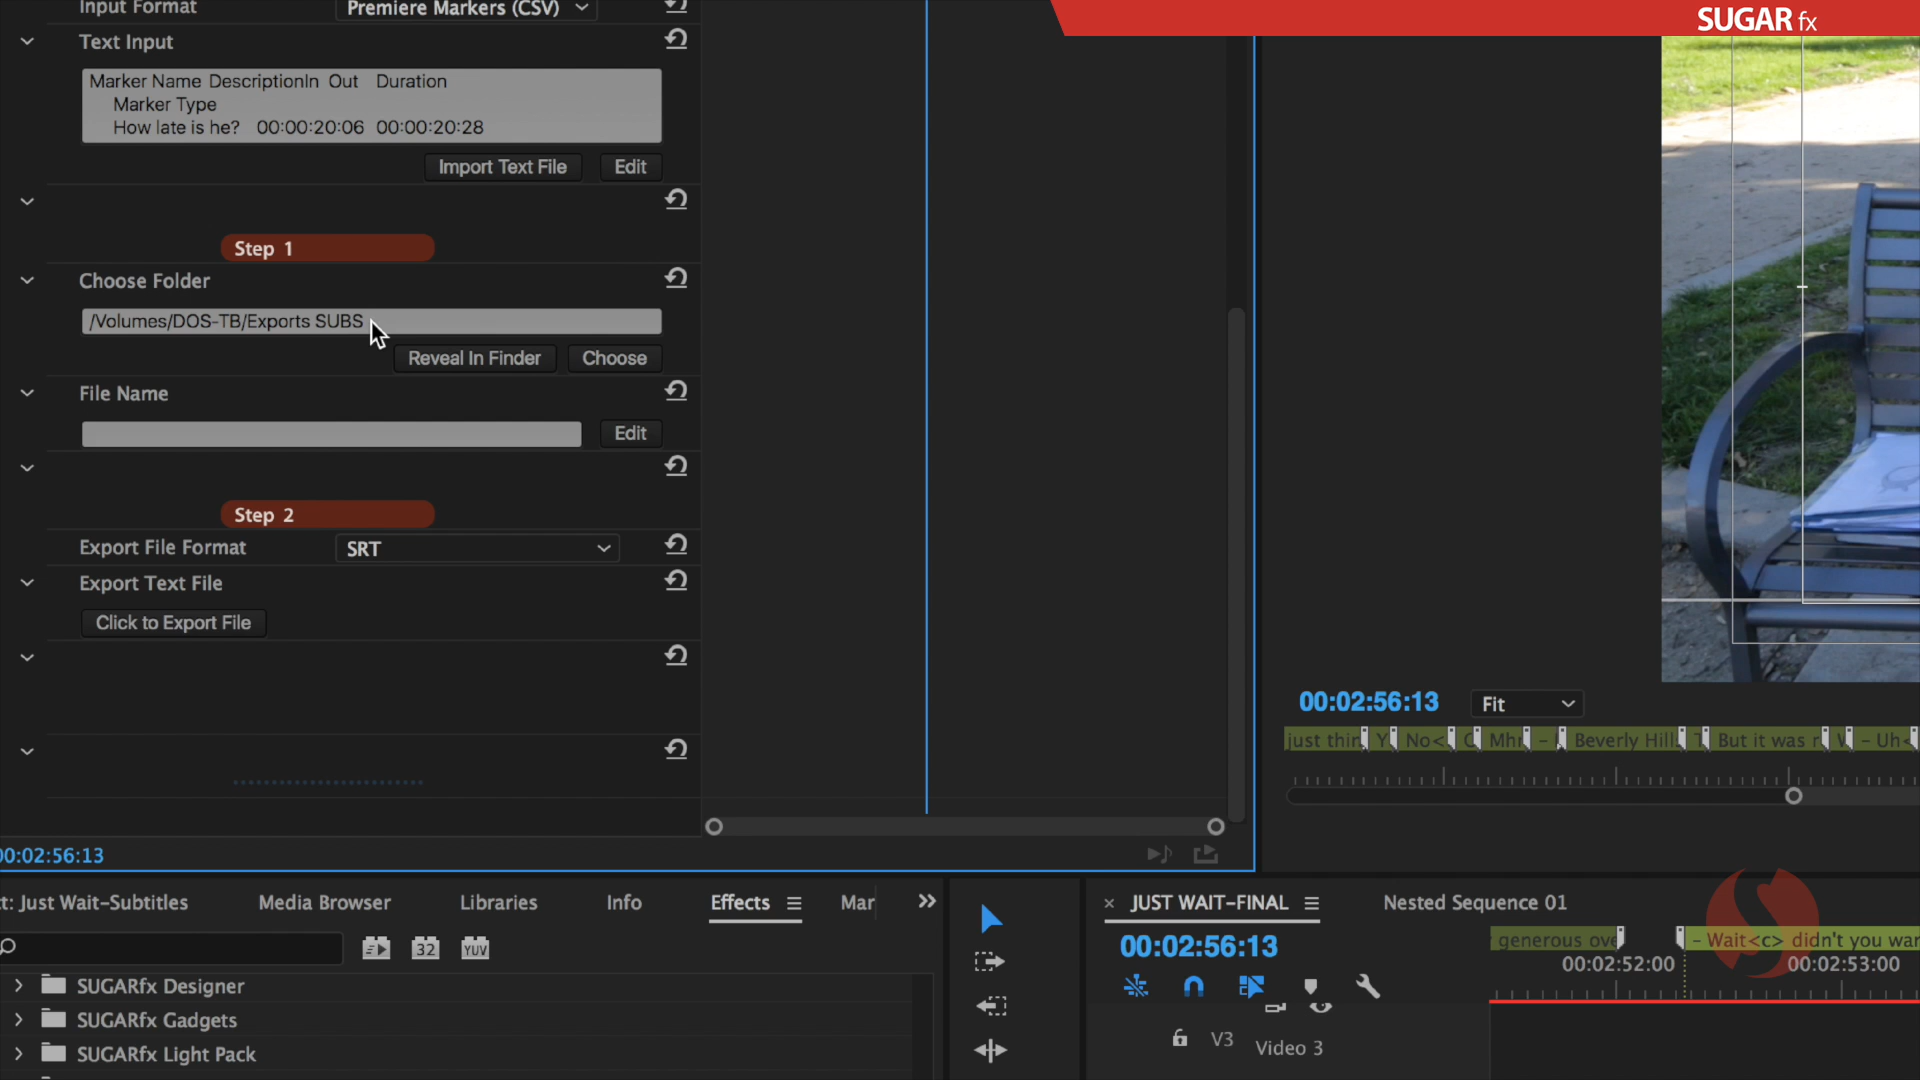 Input Format
Premiere Markers (CSV)
SUGAR fx
Text Input
Marker Name DescriptionIn Out Duration
Marker Type
How late is he? 00:00:20:06 00:00:20:28
Import Text File
Edit
Step 1
Choose Folder
/Volumes/DOS-TB/Exports SUBS
Reveal In Finder
Choose
File Name
Edit
Step 2
Export File Format
SRT
Export Text File
Click to Export File
00:02:56:13
Fit
just thin Y No< C Mhr - Beverly Hill T But it was r - Uh<
00:02:56:13
t: Just Wait-Subtitles
Media Browser
Libraries
Info
Effects
Mar
32
YUV
SUGARfx Designer
SUGARfx Gadgets
SUGARfx Light Pack
JUST WAIT-FINAL
Nested Sequence 01
00:02:56:13
generous ove
- Wait<c> didn't you war
00:02:52:00
00:02:53:00
V3
Video 3